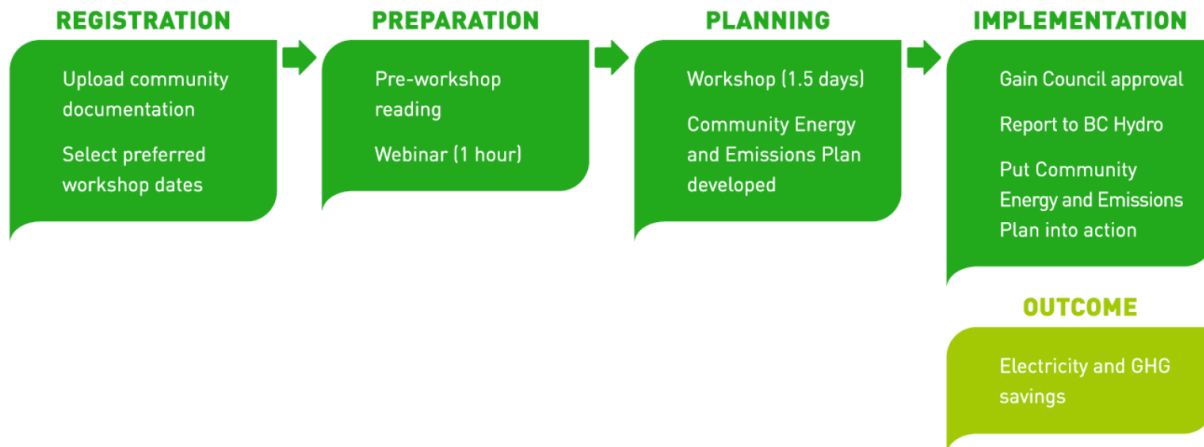 REGISTRATION
Upload community
documentation
Select preferred
workshop dates
PREPARATION
Pre-workshop
reading
Webinar (1 hour)
PLANNING
Workshop (1.5 days)
Community Energy
and Emissions Plan
developed
IMPLEMENTATION
Gain Council approval
Report to BC Hydro
Put Community
Energy and Emissions
Plan into action
OUTCOME
Electricity and GHG
savings